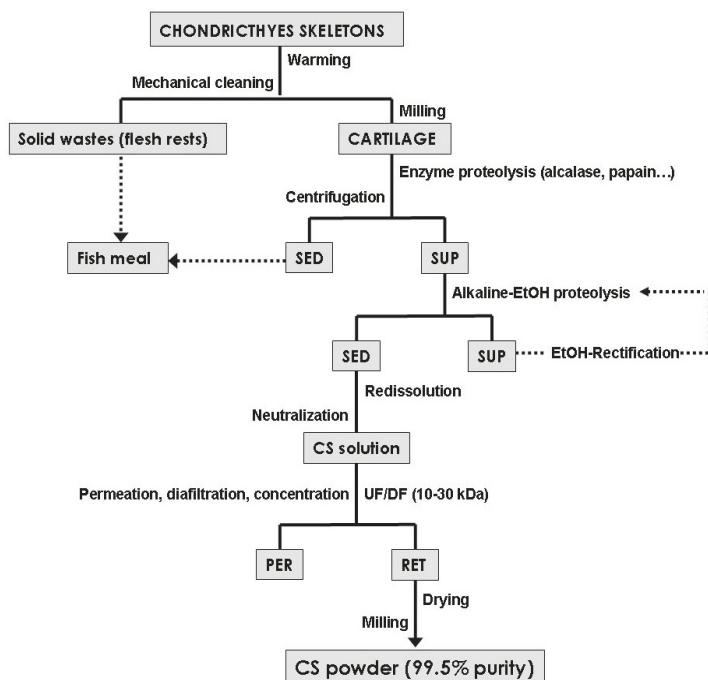 CHONDRICTHYES SKELETONS
Warming
Mechanical cleaning
Milling
Solid wastes (flesh rests)
CARTILAGE
Enzyme proteolysis (alcalase, papain...)
Centrifugation
Fish meal
SED
SUP
Alkaline-EtOH proteolysis
SED
SUP
EtOH-Rectification
Redissolution
Neutralization
CS solution
Permeation, diafiltration, concentration
UF/DF (10-30 kDa)
PER
RET
Drying
Milling
CS powder (99.5% purity)